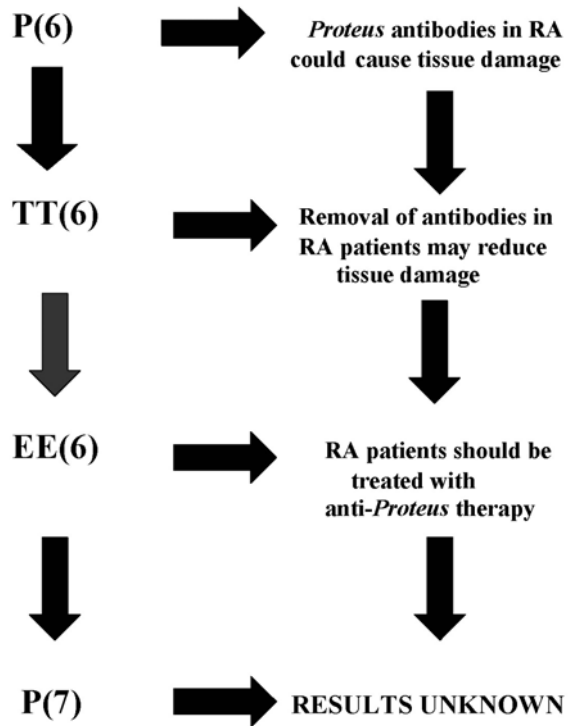 P(6)
Proteus antibodies in RA
could cause tissue damage
TT(6)
Removal of antibodies in
RA patients may reduce
tissue damage
EE(6)
RA patients should be
treated with
anti-Proteus therapy
P(7)
RESULTS UNKNOWN